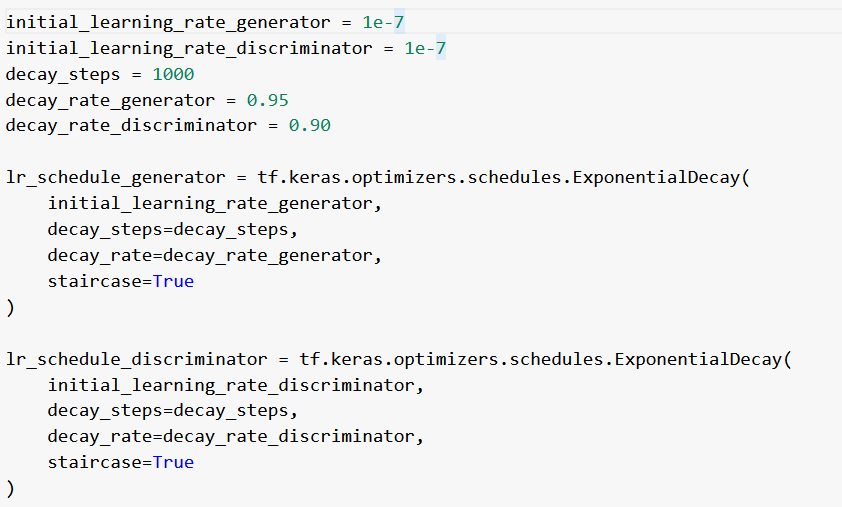 initial_learning_rate_generator = 1e-7
initial_learning_rate_discriminator = 1e-7
decay_steps = 1000
decay_rate_generator = 0.95
decay_rate_discriminator = 0.90

lr_schedule_generator = tf.keras.optimizers.schedules.ExponentialDecay(
    initial_learning_rate_generator,
    decay_steps=decay_steps,
    decay_rate=decay_rate_generator,
    staircase=True
)

lr_schedule_discriminator = tf.keras.optimizers.schedules.ExponentialDecay(
    initial_learning_rate_discriminator,
    decay_steps=decay_steps,
    decay_rate=decay_rate_discriminator,
    staircase=True
)